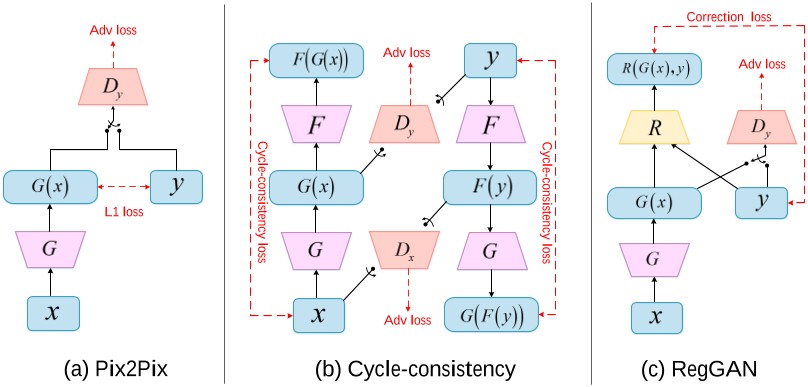 Adv loss
D_y
G(x)
y
L1 loss
G
x
(a) Pix2Pix
F(G(x))
Adv loss
y
F
D_y
F
Cycle-consistency loss
Cycle-consistency loss
G(x)
F(y)
G
D_x
G
x
Adv loss
G(F(y))
(b) Cycle-consistency
Correction loss
R(G(x), y)
Adv loss
R
D_y
G(x)
y
G
x
(c) RegGAN